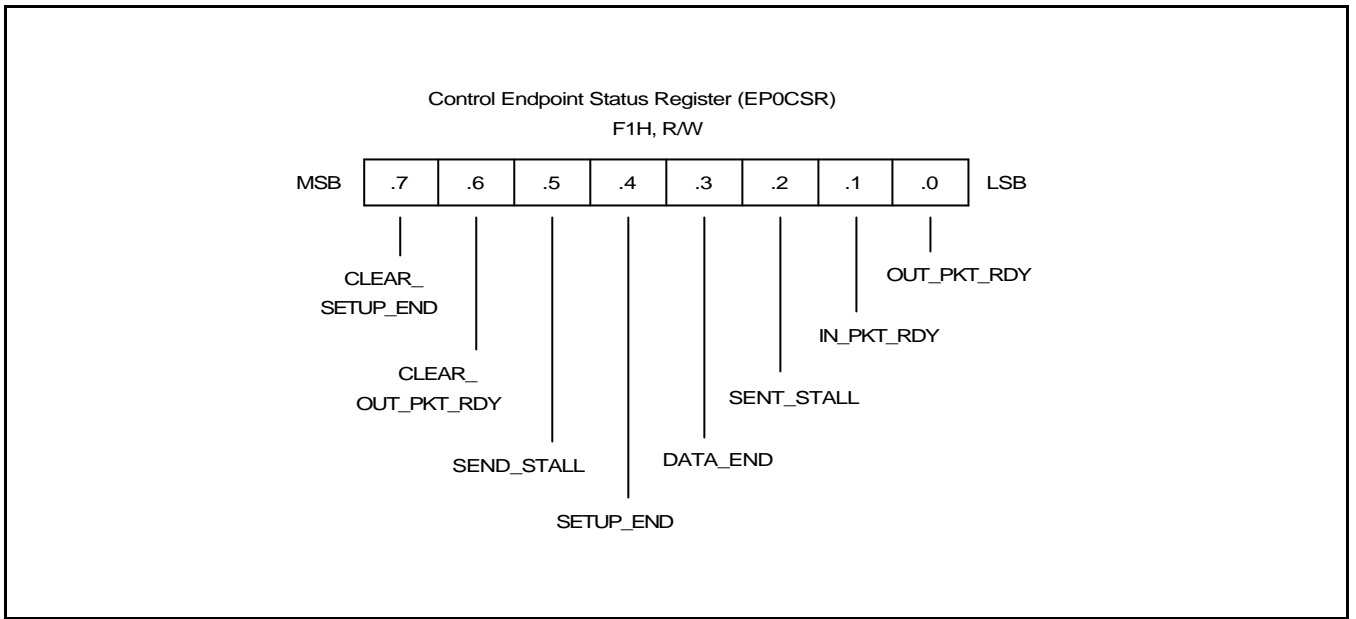 Control Endpoint Status Register (EP0CSR)
F1H, R/W
MSB .7 .6 .5 .4 .3 .2 .1 .0 LSB
CLEAR_
SETUP_END
OUT_PKT_RDY
IN_PKT_RDY
CLEAR_
OUT_PKT_RDY
SENT_STALL
SEND_STALL
DATA_END
SETUP_END